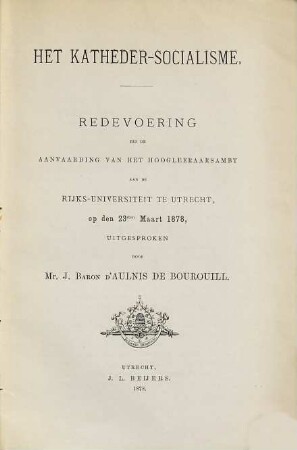 HET KATHEDER-SOCIALISME,
REDEVOERING
BIJ DE
AANVAARDING VAN HET HOOGLEERAARSAMBT
AAN DE
RIJKS-UNIVERSITEIT TE UTRECHT,
op den 23sten Maart 1878,
UITGESPROKEN
DOOR
Mr. J. BARON D'AULNIS DE BOUROUILL.
UTRECHT,
J. L. BEIJERS.
1878.